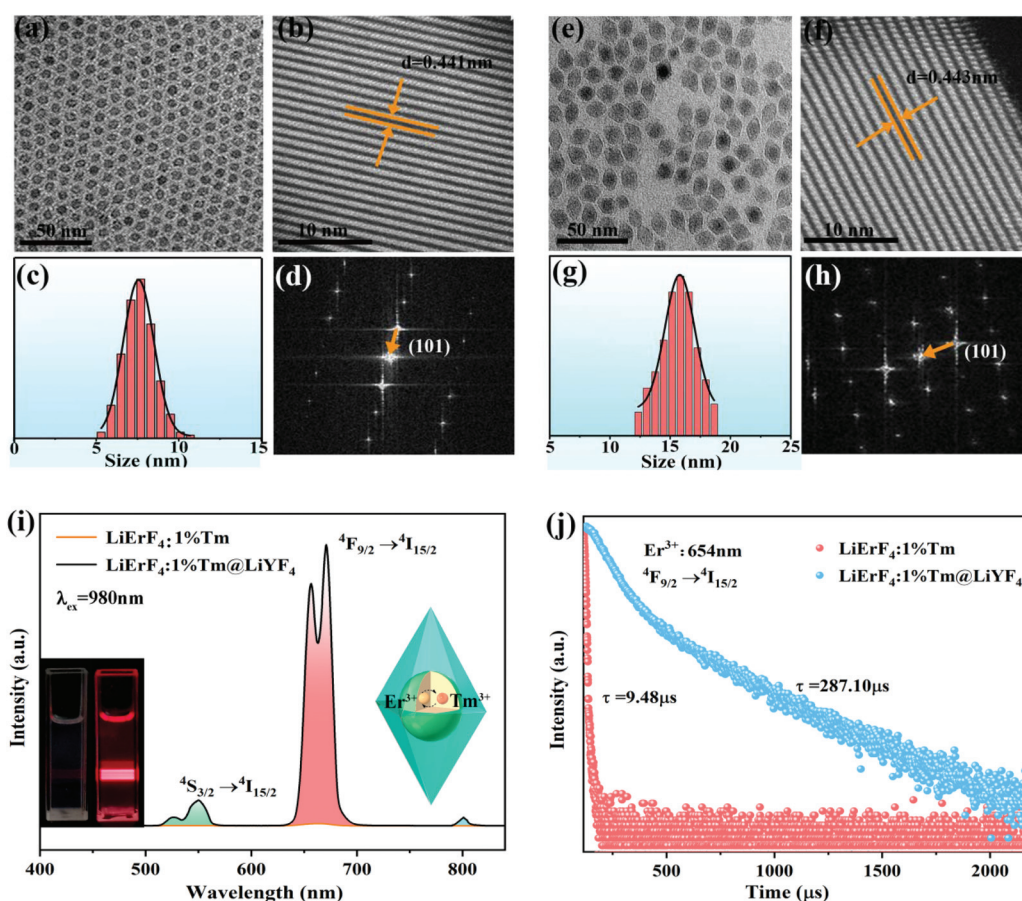 (a)
50 nm
(b)
d=0.441nm
10 nm
(e)
50 nm
(f)
d=0.443nm
10 nm
(c)
0 5 10 15
Size (nm)
(d)
(101)
(g)
5 10 15 20 25
Size (nm)
(h)
(101)
(i)
LiErF₄:1%Tm
LiErF₄:1%Tm@LiYF₄
λₑₓ=980nm
⁴F₉/₂→⁴I₁₅/₂
Er³⁺ Tm³⁺
⁴S₃/₂→⁴I₁₅/₂
Intensity (a.u.)
400 500 600 700 800
Wavelength (nm)
(j)
Er³⁺: 654nm
⁴F₉/₂→⁴I₁₅/₂
LiErF₄:1%Tm
LiErF₄:1%Tm@LiYF₄
τ=9.48μs
τ =287.10μs
Intensity (a.u.)
500 1000 1500 2000
Time (μs)